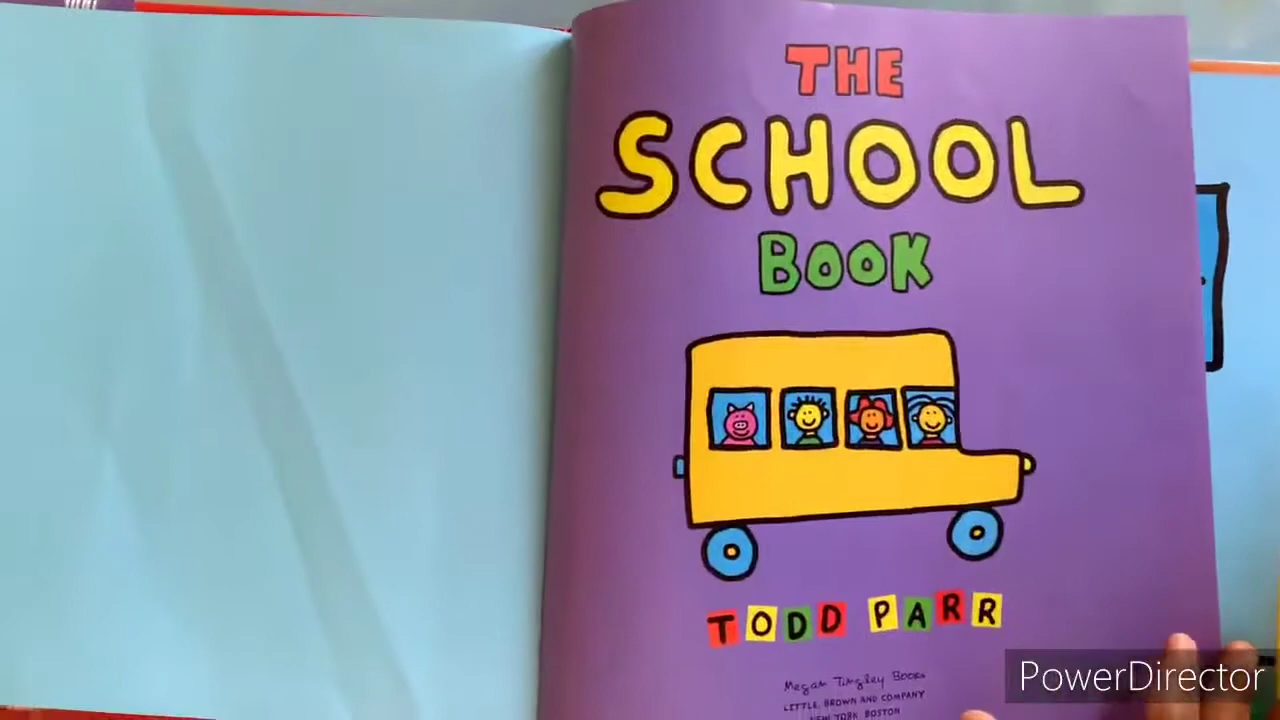 THE
SCHOOL
BOOK
TODD PARR
Megan Tingley Books
LITTLE, BROWN AND COMPANY
NEW YORK BOSTON
PowerDirector